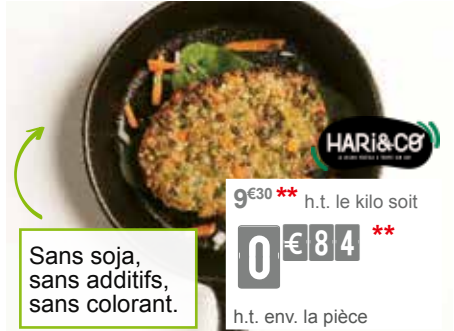 HARi&CO
9€30 ** h.t. le kilo soit
0€84 **
h.t. env. la pièce
Sans soja,
sans additifs,
sans colorant.